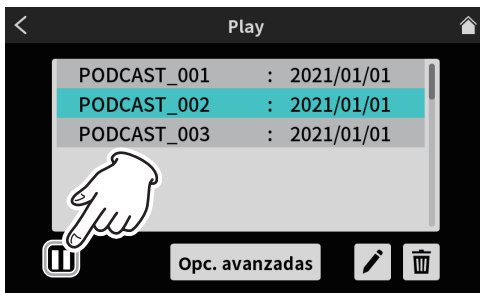 Play
PODCAST_001 : 2021/01/01
PODCAST_002 : 2021/01/01
PODCAST_003 : 2021/01/01
Opc. avanzadas